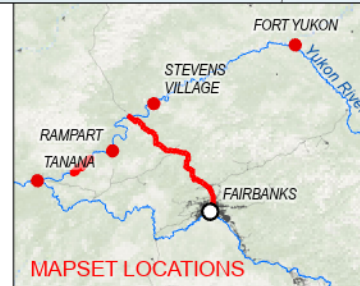 FORT YUKON
Yukon River
STEVENS
VILLAGE
RAMPART
TANANA
FAIRBANKS
MAPSET LOCATIONS